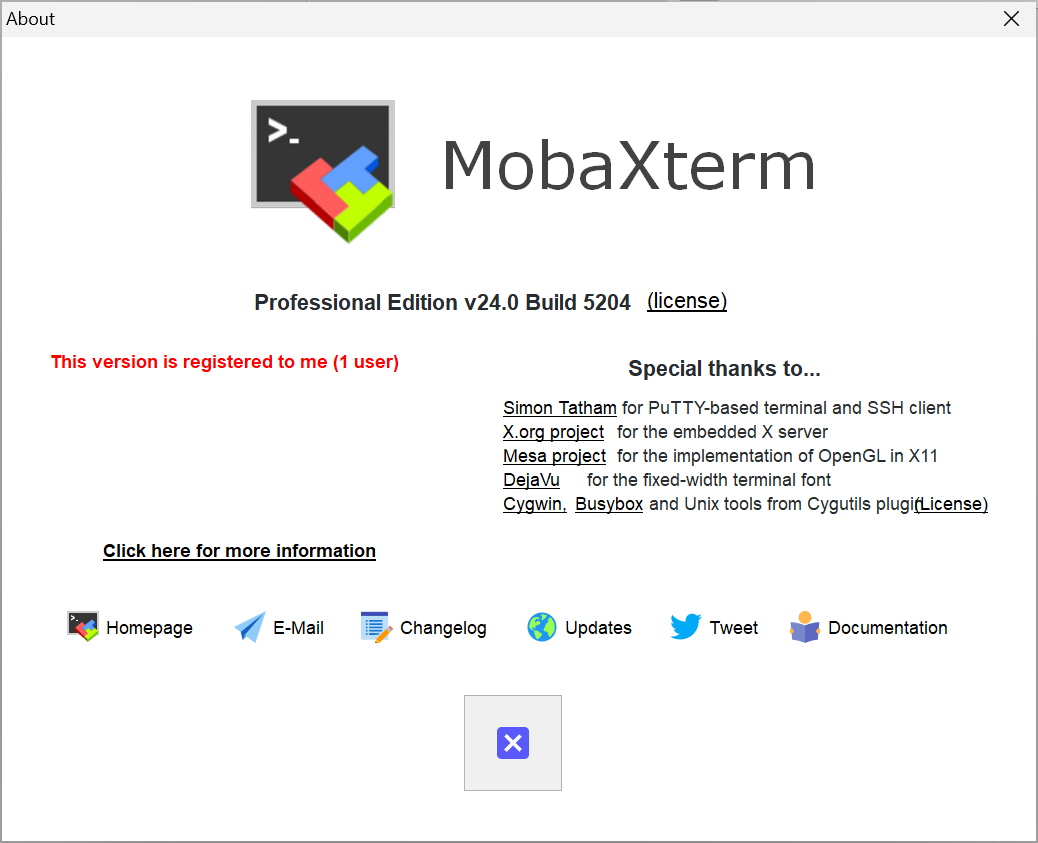 About
>_
MobaXterm
Professional Edition v24.0 Build 5204 (license)
This version is registered to me (1 user)
Special thanks to...
Simon Tatham for PuTTY-based terminal and SSH client
X.org project for the embedded X server
Mesa project for the implementation of OpenGL in X11
DejaVu for the fixed-width terminal font
Cygwin, Busybox and Unix tools from Cygutils plugin (License)
Click here for more information
Homepage E-Mail Changelog Updates Tweet Documentation